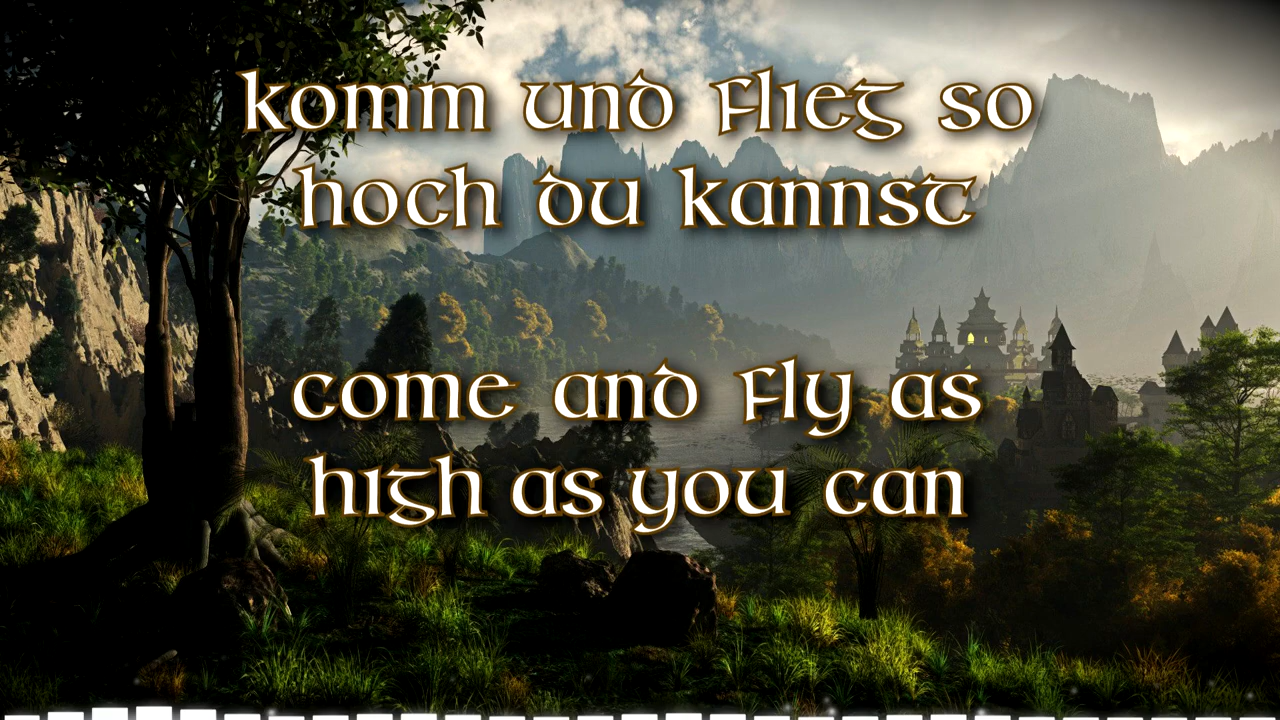 komm und flieg so
hoch du kannst
come and fly as
high as you can